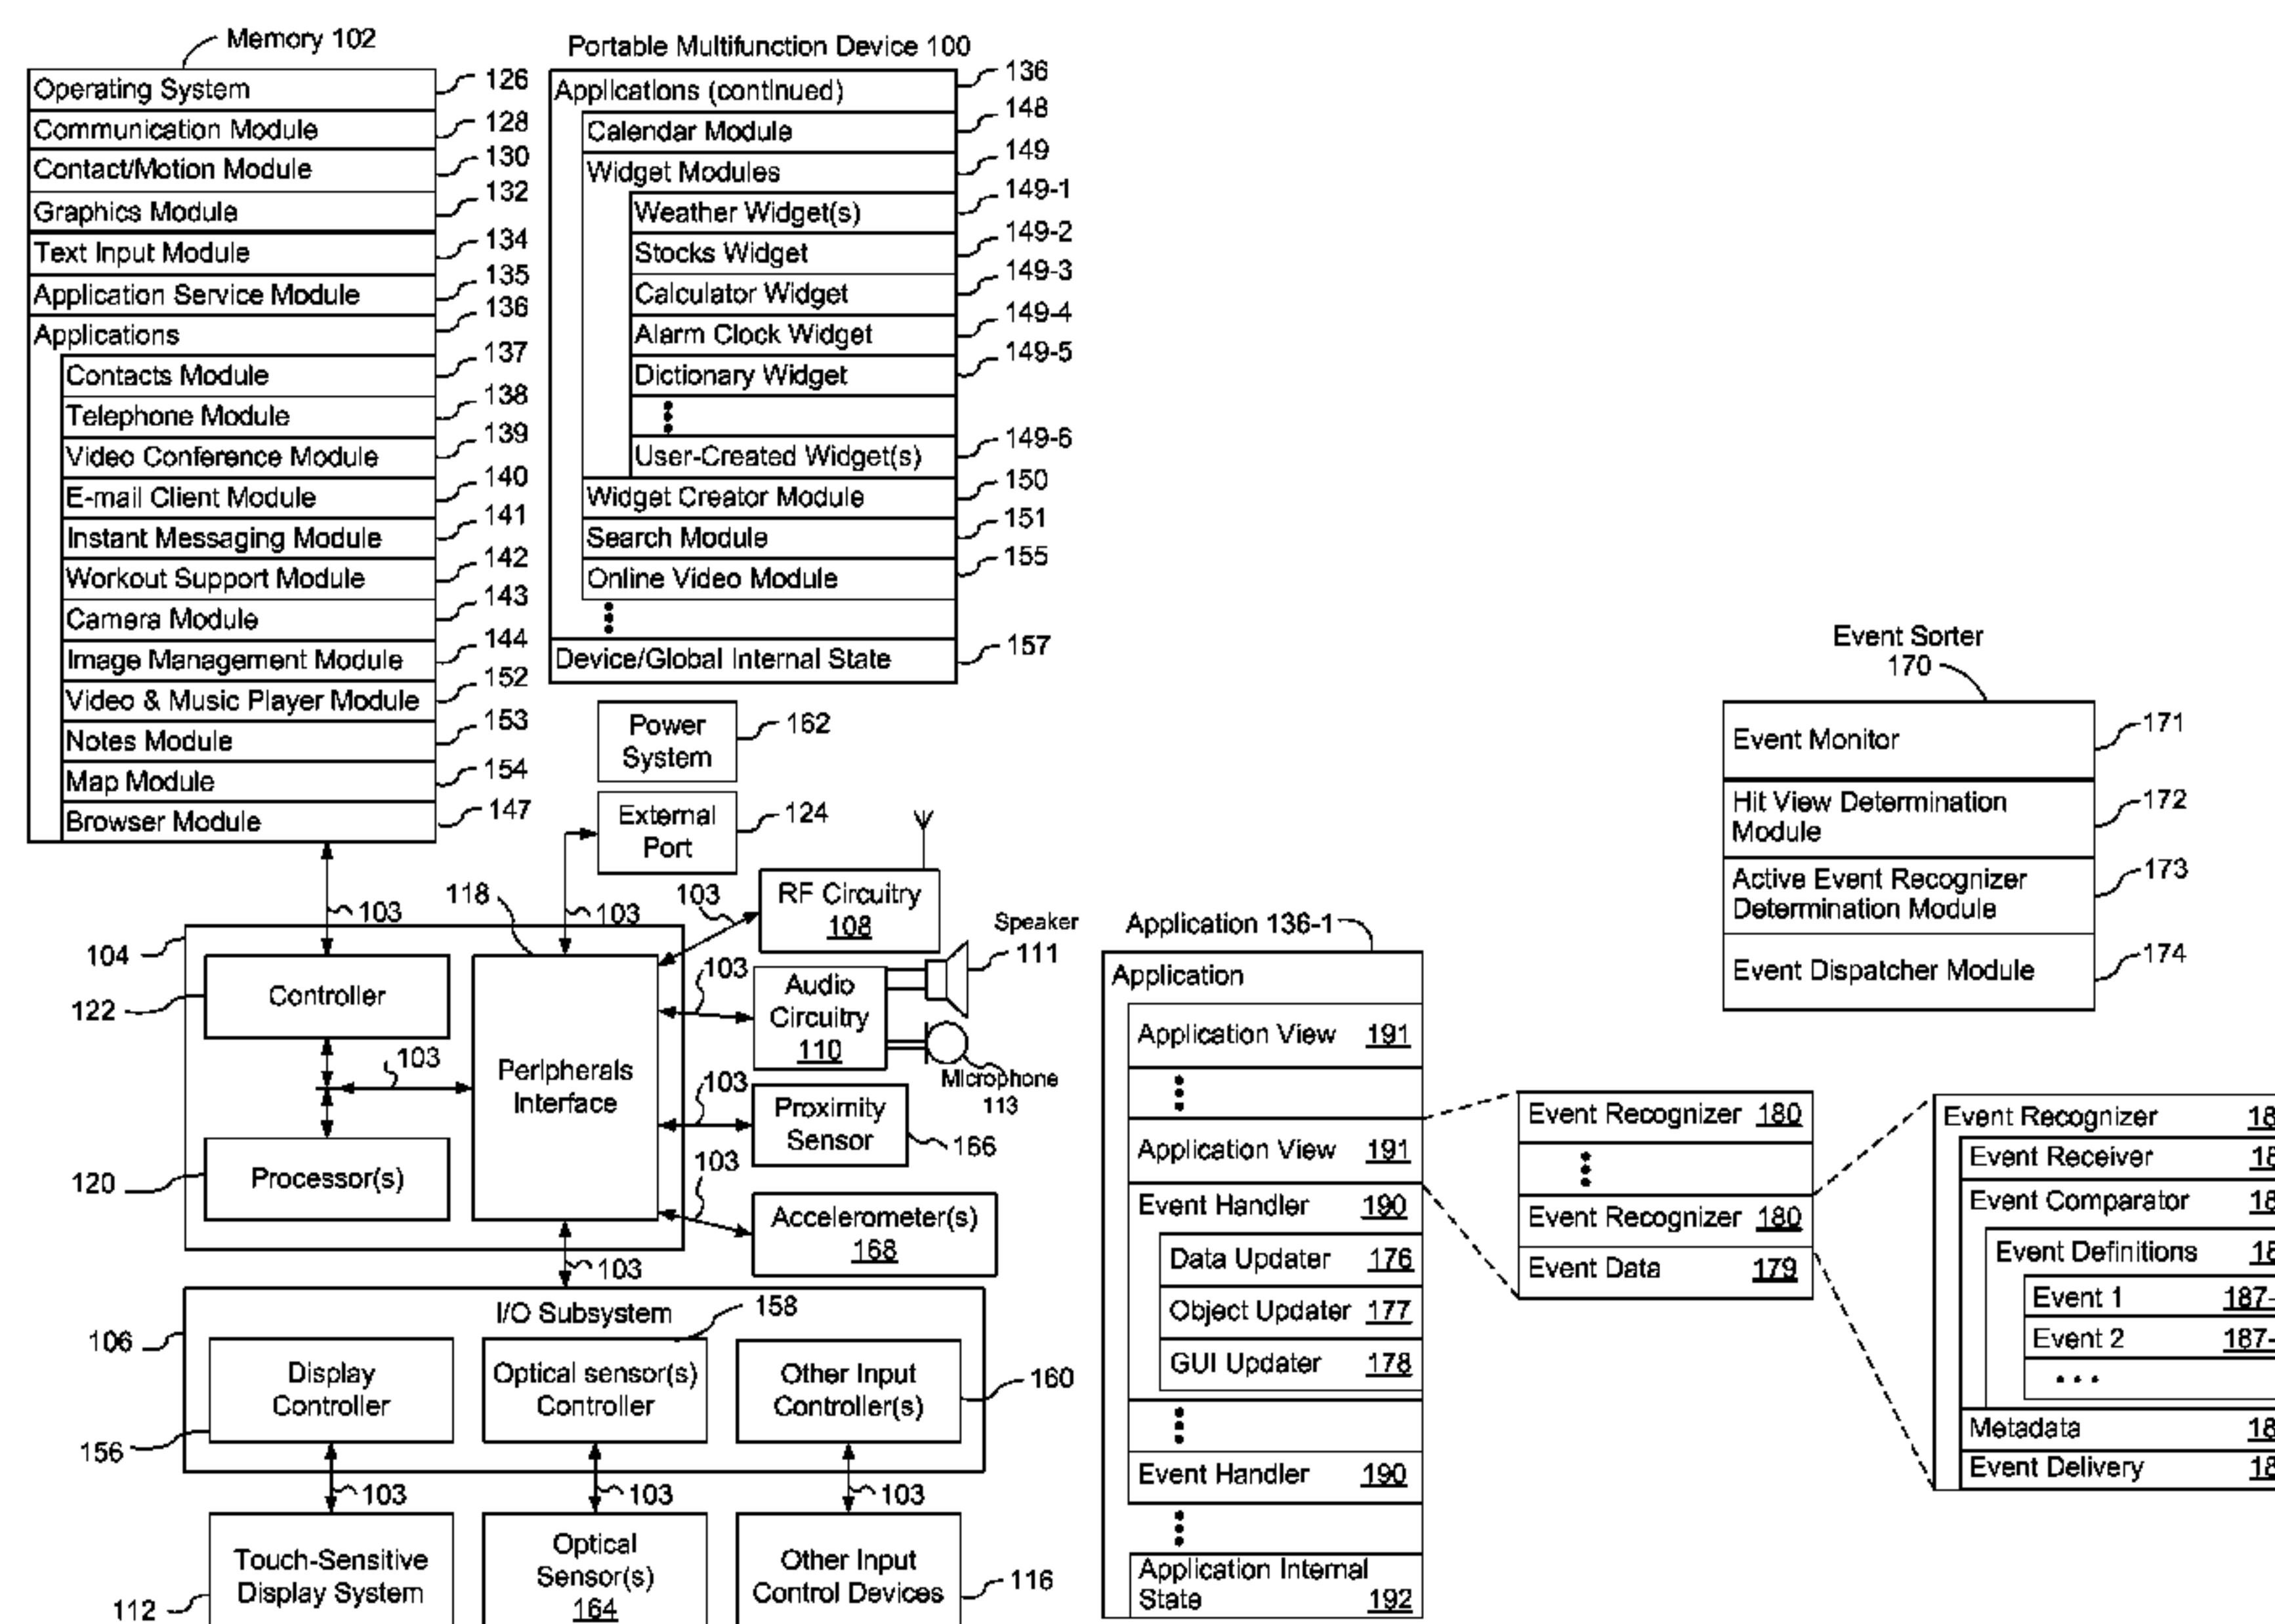 Memory 102
Operating System 126
Communication Module 128
Contact/Motion Module 130
Graphics Module 132
Text Input Module 134
Application Service Module 135
Applications 136
Contacts Module 137
Telephone Module 138
Video Conference Module 139
E-mail Client Module 140
Instant Messaging Module 141
Workout Support Module 142
Camera Module 143
Image Management Module 144
Video & Music Player Module 152
Notes Module 153
Map Module 154
Browser Module 147
Portable Multifunction Device 100
Applications (continued) 136
Calendar Module 148
Widget Modules 149
Weather Widget(s) 149-1
Stocks Widget 149-2
Calculator Widget 149-3
Alarm Clock Widget 149-4
Dictionary Widget 149-5
User-Created Widget(s) 149-6
Widget Creator Module 150
Search Module 151
Online Video Module 155
Device/Global Internal State 157
Power
System
162
External
Port
124
103
104
Controller
122
103
Processor(s)
120
118
Peripherals
Interface
103
103
RF Circuitry
108
103
Audio
Circuitry
110
Speaker
111
Microphone
113
103
Proximity
Sensor
166
103
Accelerometer(s)
168
103
I/O Subsystem
106
Display
Controller
156
158
Optical sensor(s)
Controller
Other Input
Controller(s)
160
103
103
103
Touch-Sensitive
Display System
112
Optical
Sensor(s)
164
Other Input
Control Devices
116
Application 136-1
Application
Application View 191
Application View 191
Event Handler 190
Data Updater 176
Object Updater 177
GUI Updater 178
Event Handler 190
Application Internal
State 192
Event Sorter
170
Event Monitor
171
Hit View Determination
Module
172
Active Event Recognizer
Determination Module
173
Event Dispatcher Module
174
Event Recognizer 180
Event Recognizer 180
Event Data 179
Event Recognizer
Event Receiver
Event Comparator
Event Definitions
Event 1
Event 2
Metadata
Event Delivery